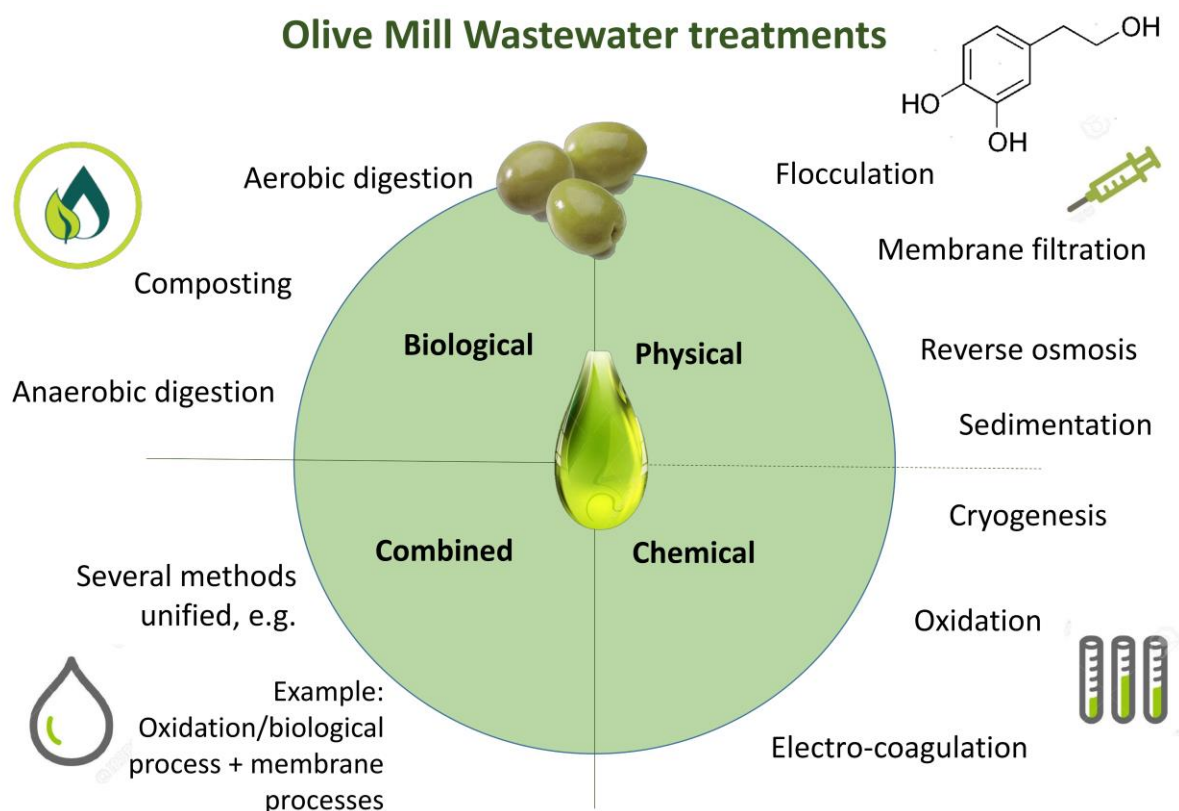 Olive Mill Wastewater treatments
OH
HO
OH
Aerobic digestion
Composting
Anaerobic digestion
Biological
Physical
Flocculation
Membrane filtration
Reverse osmosis
Sedimentation
Combined
Chemical
Several methods
unified, e.g.
Example:
Oxidation/biological
process + membrane
processes
Cryogenesis
Oxidation
Electro-coagulation